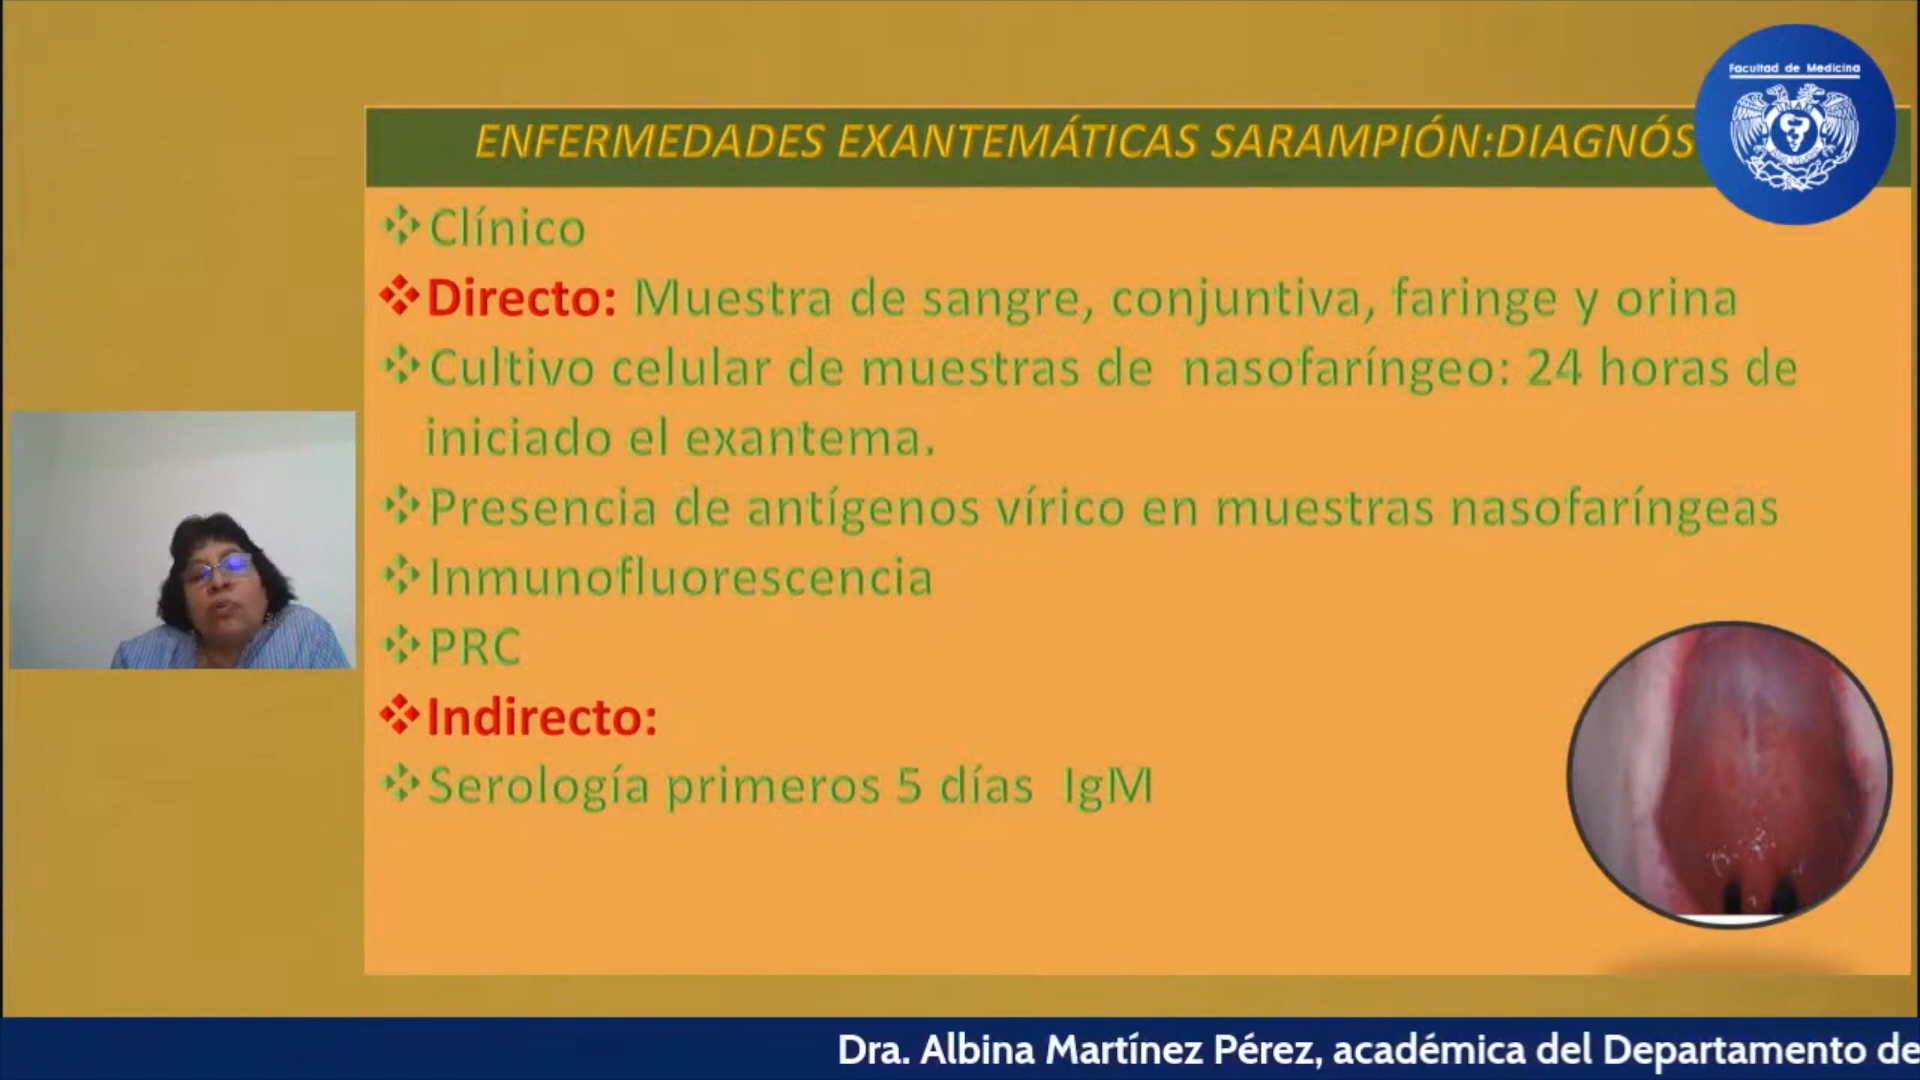 Facultad de Medicina
ENFERMEDADES EXANTEMÁTICAS SARAMPIÓN:DIAGNÓS
Clínico
Directo: Muestra de sangre, conjuntiva, faringe y orina
Cultivo celular de muestras de nasofaríngeo: 24 horas de
iniciado el exantema.
Presencia de antígenos vírico en muestras nasofaríngeas
Inmunofluorescencia
PRC
Indirecto:
Serología primeros 5 días IgM
Dra. Albina Martínez Pérez, académica del Departamento de